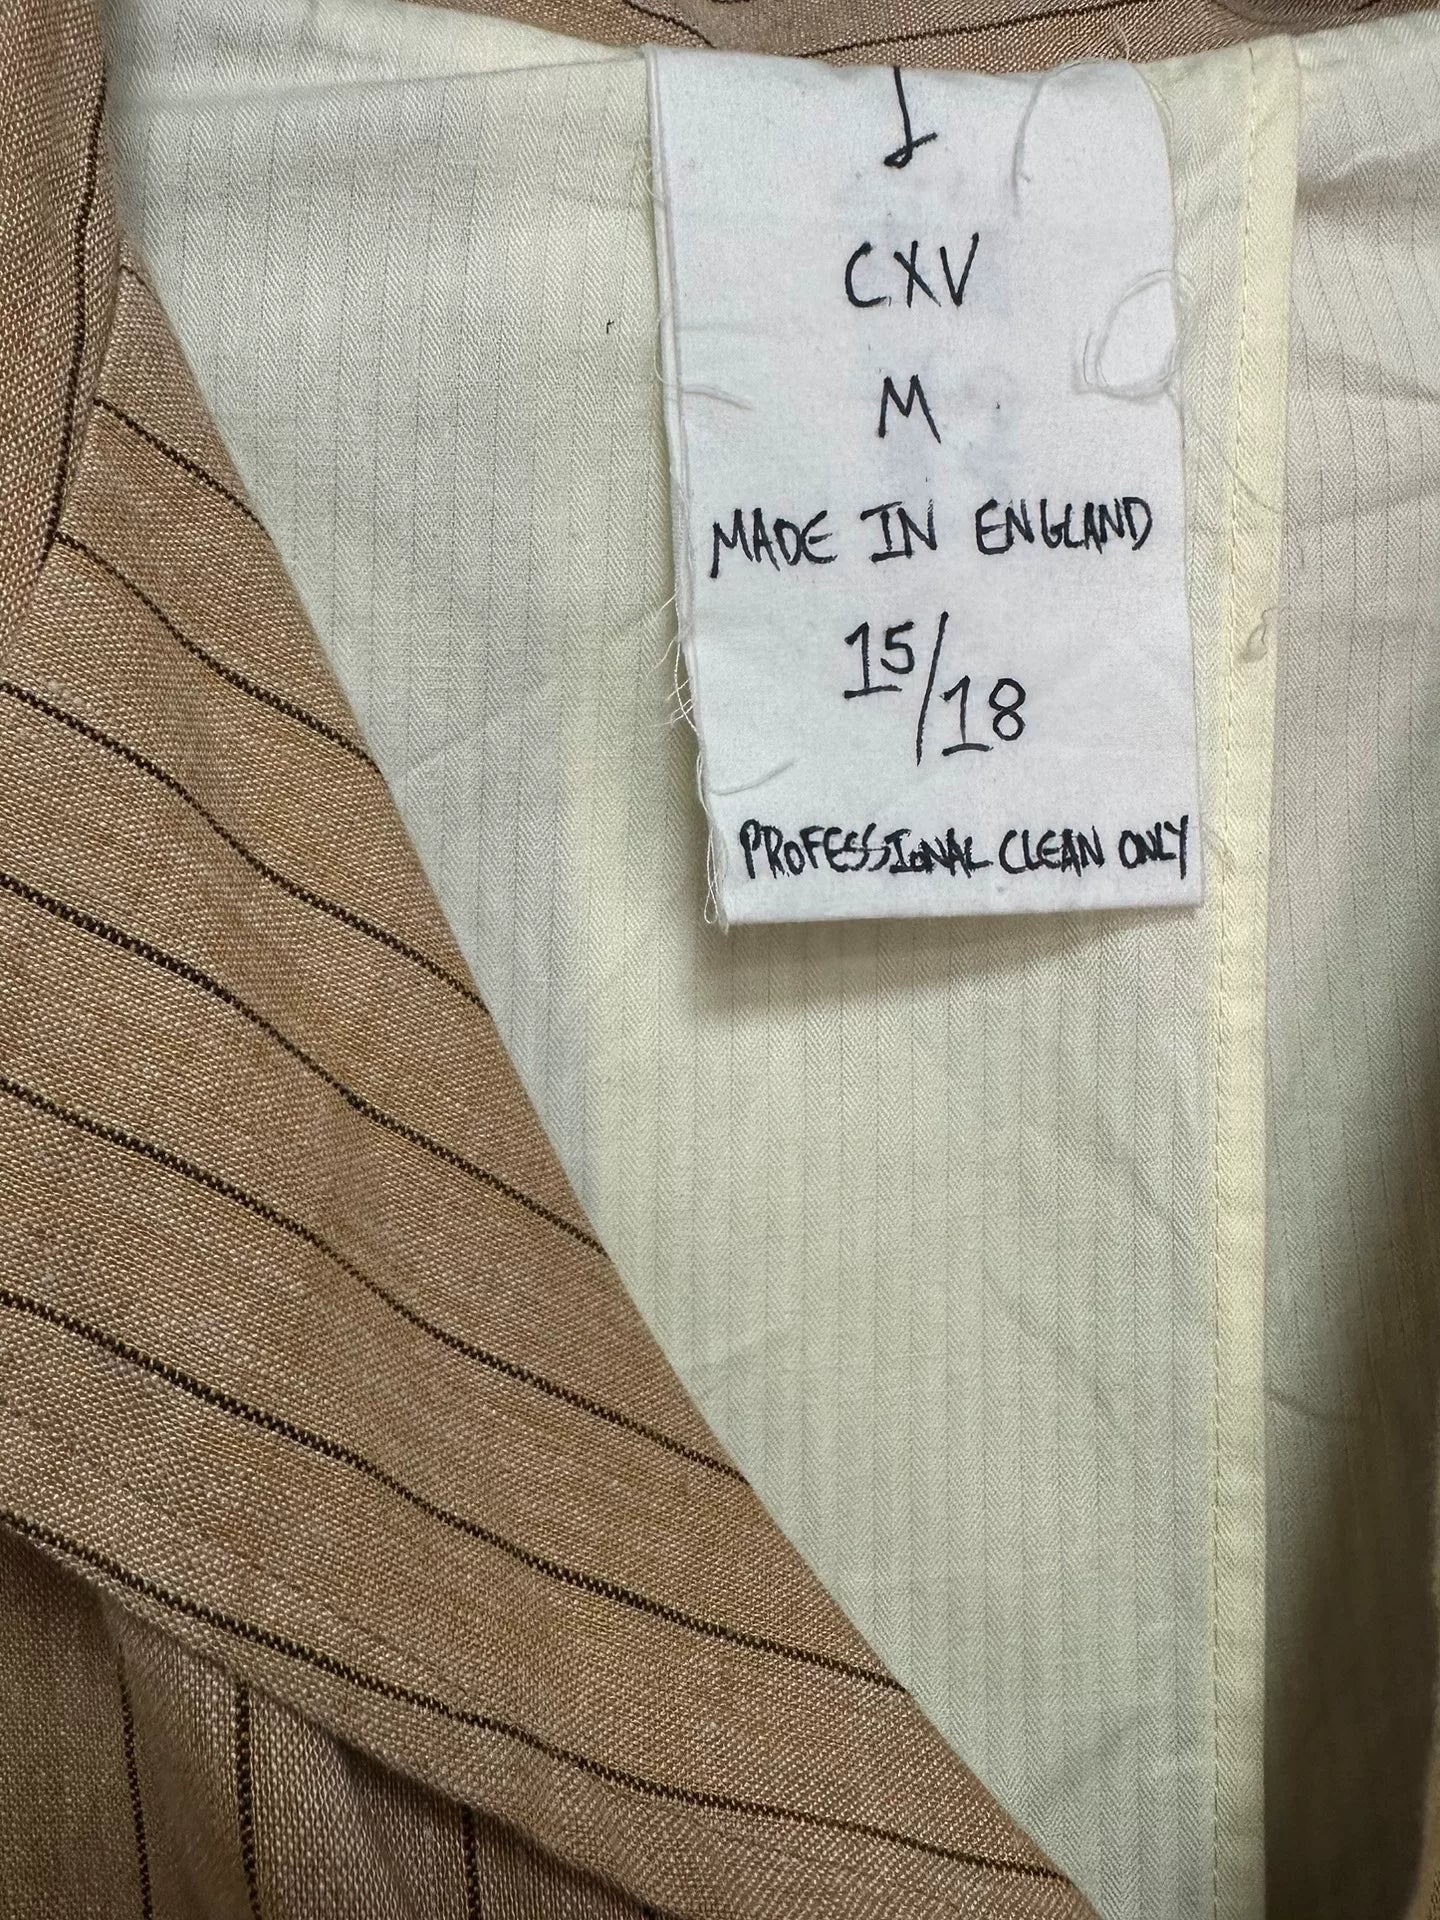 I
CXV
M
MADE IN ENGLAND
15/18
PROFESSIONAL CLEAN ONLY